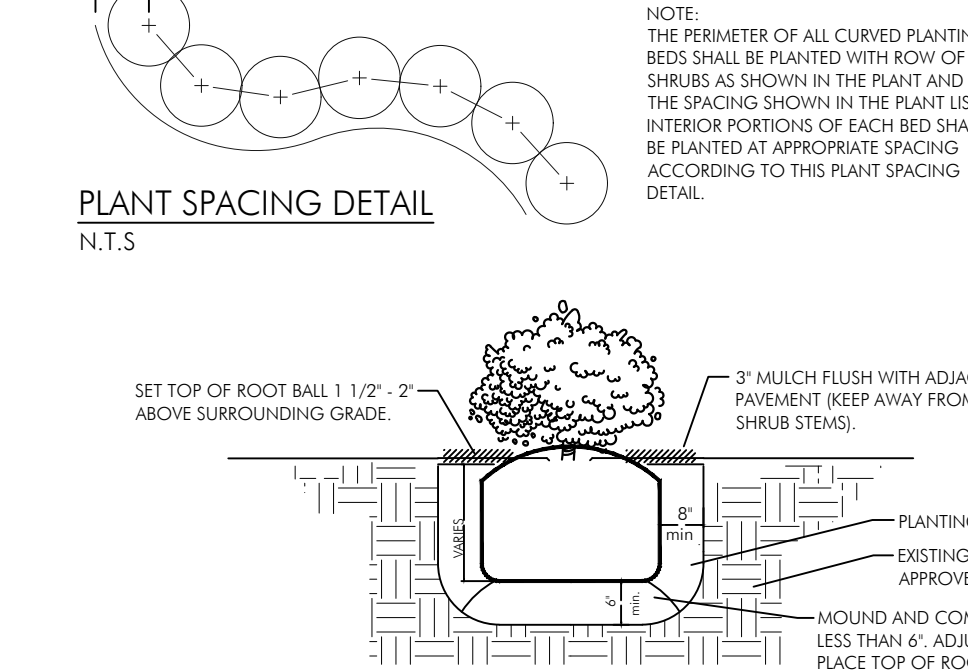 NOTE:
THE PERIMETER OF ALL CURVED PLANTIN
BEDS SHALL BE PLANTED WITH ROW OF
SHRUBS AS SHOWN IN THE PLANT AND
THE SPACING SHOWN IN THE PLANT LIS
INTERIOR PORTIONS OF EACH BED SHA
BE PLANTED AT APPROPRIATE SPACING
ACCORDING TO THIS PLANT SPACING
DETAIL.
PLANT SPACING DETAIL
N.T.S
SET TOP OF ROOT BALL 1 1/2" - 2"
ABOVE SURROUNDING GRADE.
3" MULCH FLUSH WITH ADJA
PAVEMENT (KEEP AWAY FROM
SHRUB STEMS).
VARIES
8"
min
6"
min.
PLANTING
EXISTING
APPROVE
MOUND AND COM
LESS THAN 6". ADJU
PLACE TOP OF ROO